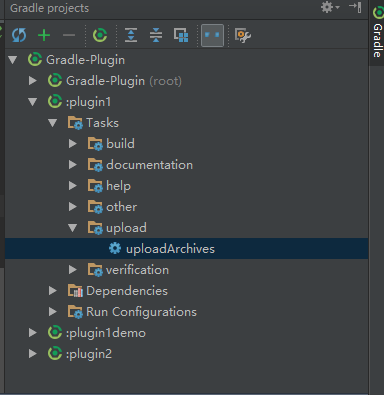 Gradle projects
Gradle-Plugin
Gradle-Plugin (root)
:plugin1
Tasks
build
documentation
help
other
upload
uploadArchives
verification
Dependencies
Run Configurations
:plugin1demo
:plugin2
Gradle